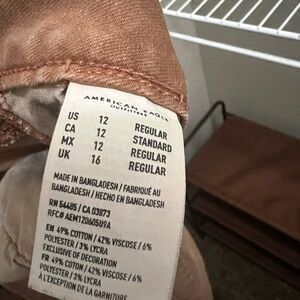 AMERICAN EAGLE
OUTFITTERS
US 12 REGULAR
CA 12 STANDARD
MX 12 REGULAR
UK 16 REGULAR
MADE IN BANGLADESH / FABRIQUÉ AU
BANGLADESH / HECHO EN BANGLADESH
RN 54485 / CA 03873
RFC# AEM120605U9A
EN 49% COTTON / 42% VISCOSE / 6%
POLYESTER / 3% LYCRA
EXCLUSIVE OF DECORATION
FR 49% COTON / 42% VISCOSE / 6%
POLYESTER / 3% LYCRA
À L'EXCEPTION DE LA GARNITURE